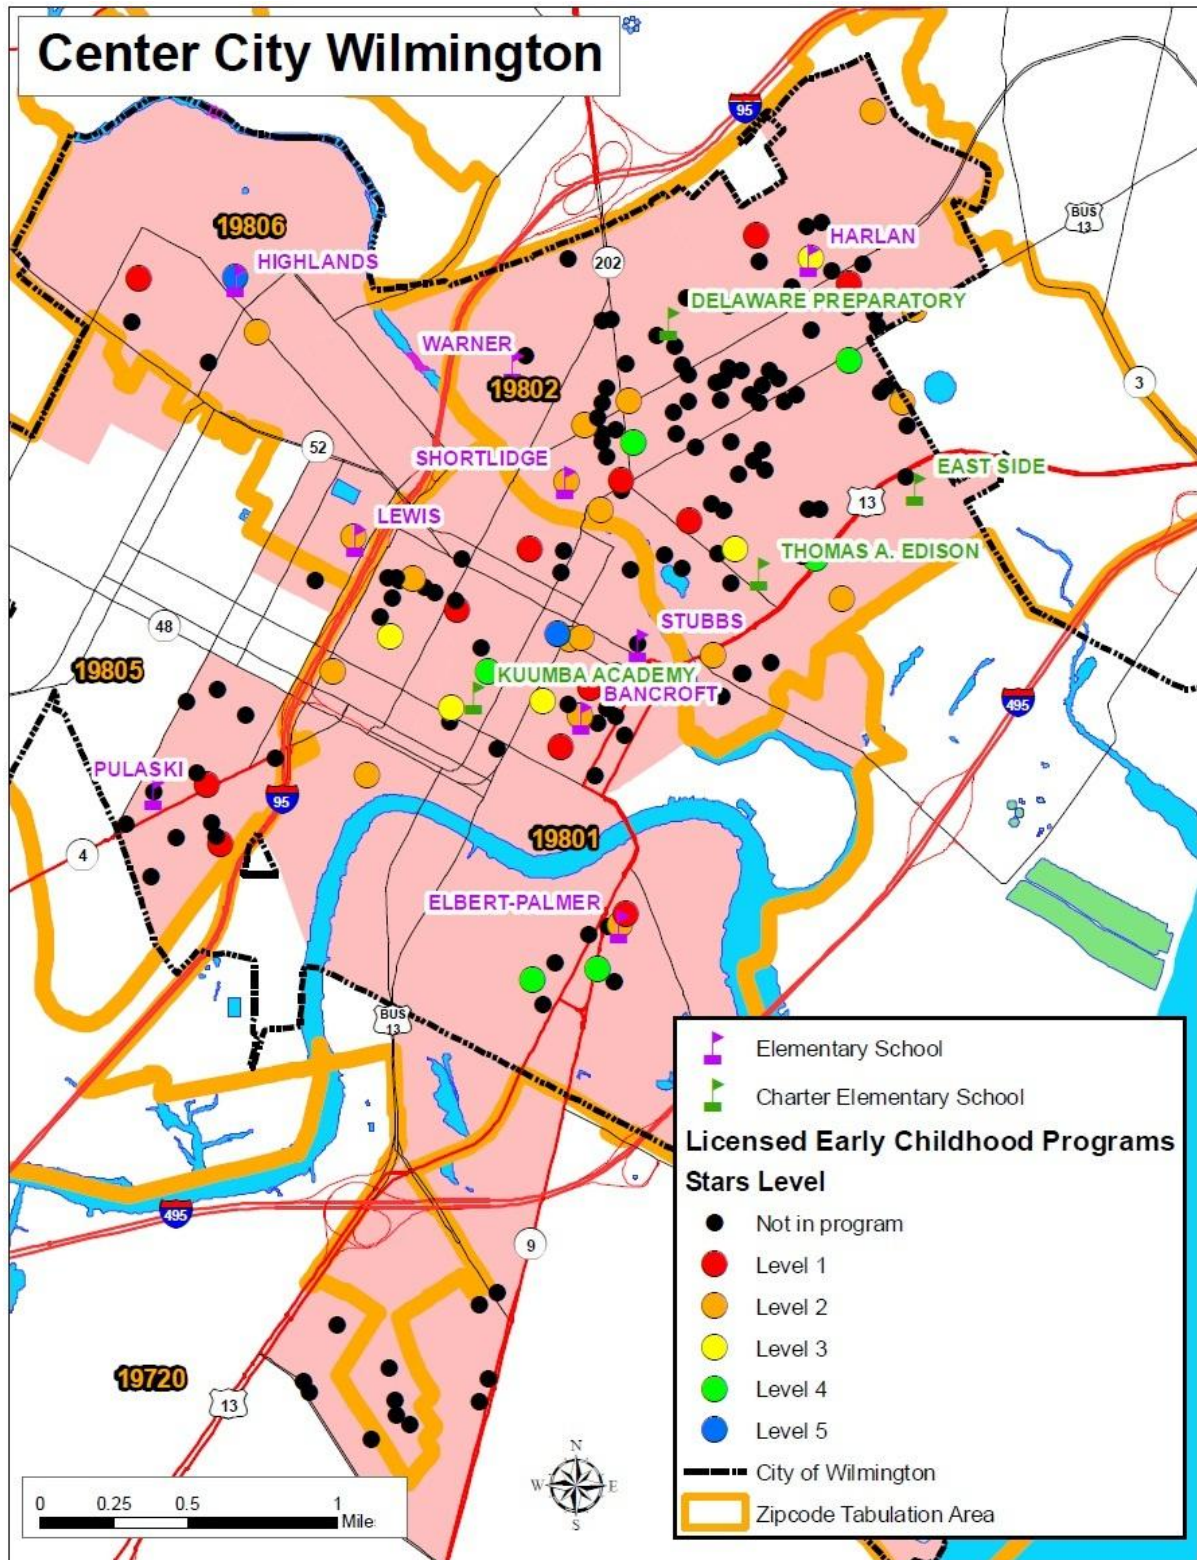 Center City Wilmington
95
BUS
13
19806
HARLAN
HIGHLANDS
202
DELAWARE PREPARATORY
WARNER
19802
3
52
SHORTLIDGE
EAST SIDE
13
LEWIS
THOMAS A. EDISON
48
STUBBS
19805
KUUMBA ACADEMY
BANCROFT
495
PULASKI
95
19801
4
ELBERT-PALMER
BUS
13
495
9
19720
13
Elementary School
Charter Elementary School
Licensed Early Childhood Programs
Stars Level
Not in program
Level 1
Level 2
Level 3
Level 4
Level 5
City of Wilmington
Zipcode Tabulation Area
N
W E
S
0 0.25 0.5 1
Miles